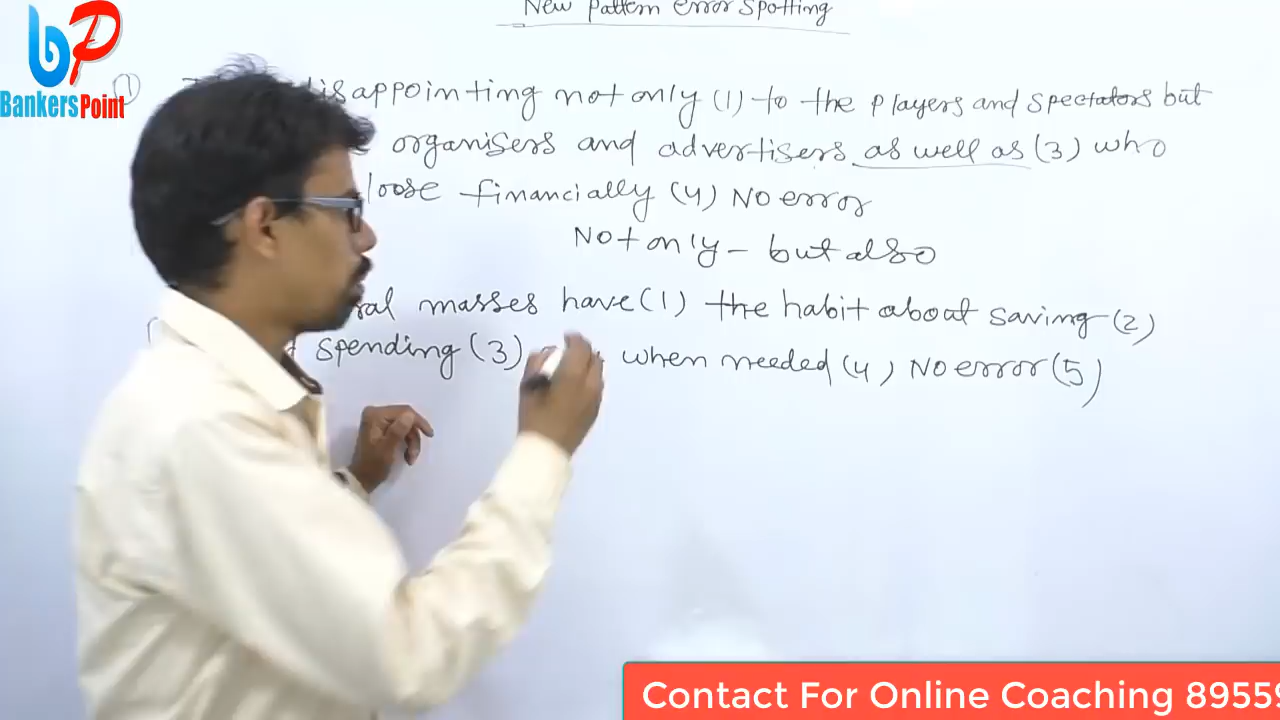 New Pattern error Spotting
BankersPoint
(1) disappointing not only (1) to the players and spectators but
organisers and advertisers as well as (3) who
loose financially (4) No error
Not only - but also
masses have (1) the habit about saving (2)
spending (3) when needed (4) No error (5)
Contact For Online Coaching 8955